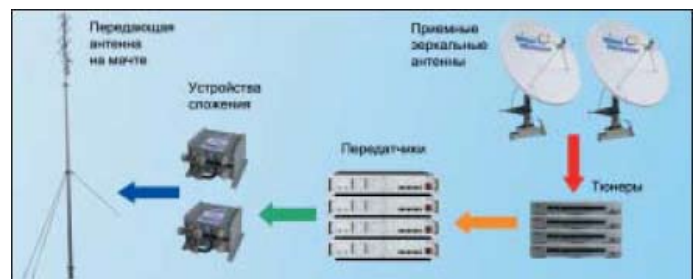 Передающая
антенна
на мачте
Устройства
сложения
Передатчики
Приемные
зеркальные
антенны
Тюнеры